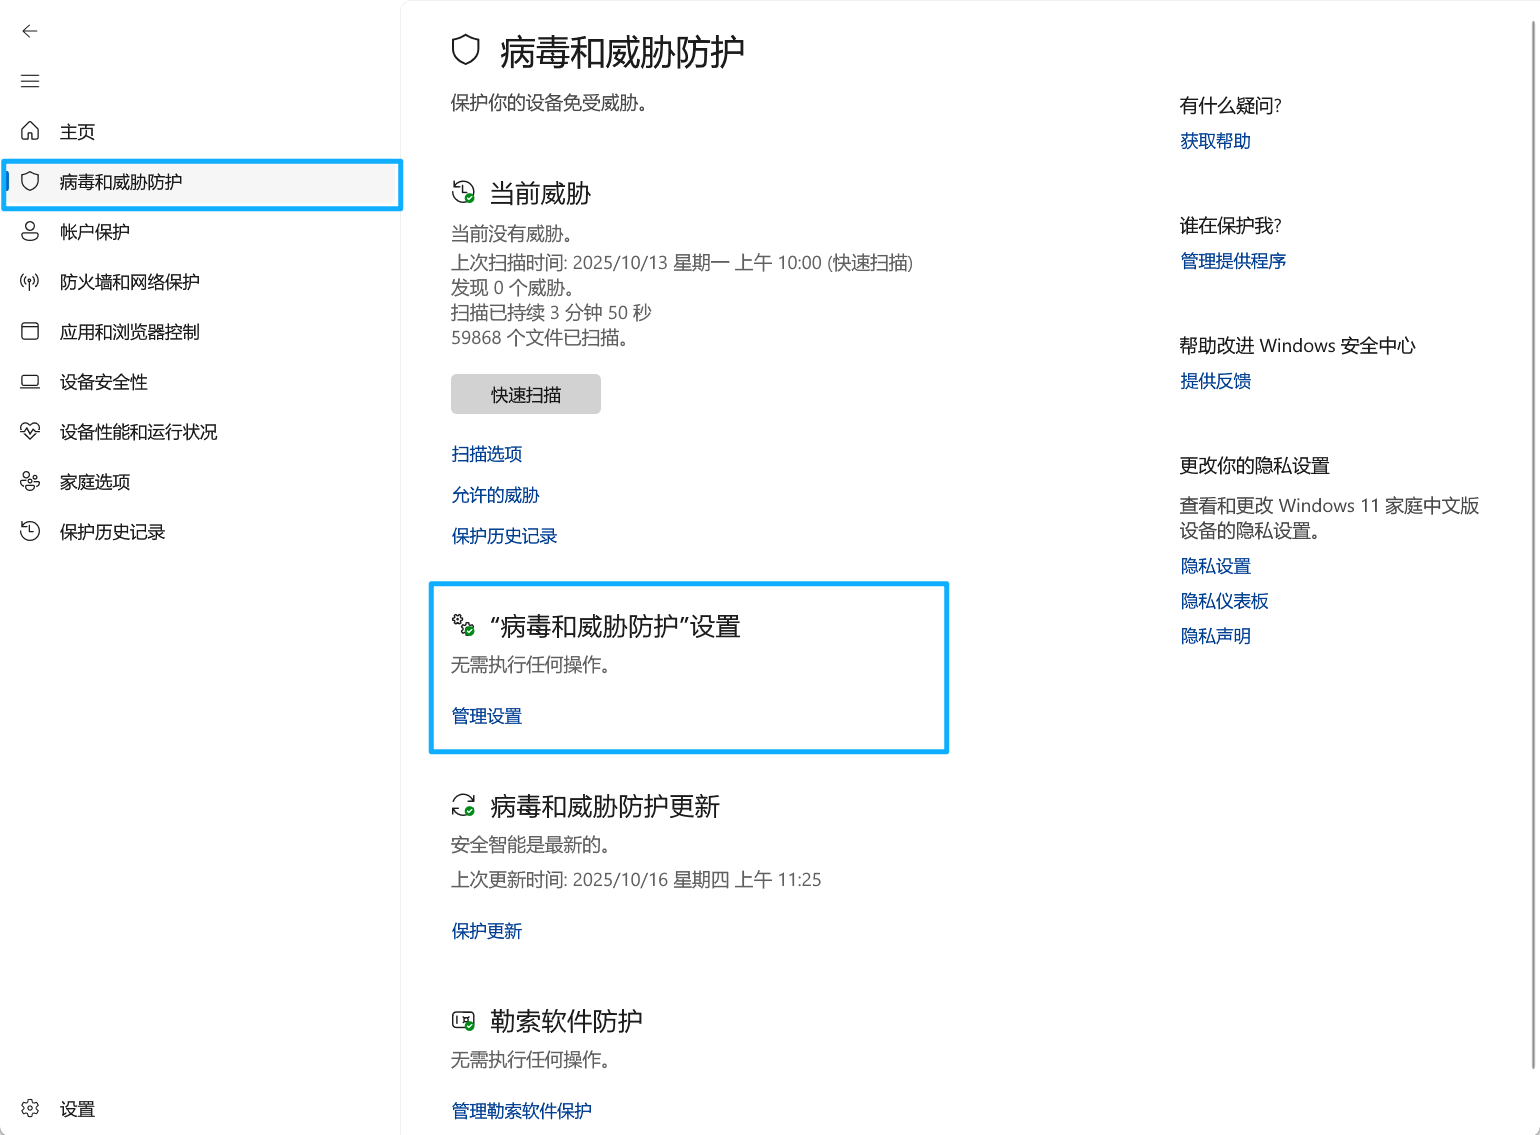 主页
病毒和威胁防护
帐户保护
防火墙和网络保护
应用和浏览器控制
设备安全性
设备性能和运行状况
家庭选项
保护历史记录
设置
病毒和威胁防护
保护你的设备免受威胁。
当前威胁
当前没有威胁。
上次扫描时间: 2025/10/13 星期一 上午 10:00 (快速扫描)
发现 0 个威胁。
扫描已持续 3 分钟 50 秒
59868 个文件已扫描。
快速扫描
扫描选项
允许的威胁
保护历史记录
“病毒和威胁防护”设置
无需执行任何操作。
管理设置
病毒和威胁防护更新
安全智能是最新的。
上次更新时间: 2025/10/16 星期四 上午 11:25
保护更新
勒索软件防护
无需执行任何操作。
管理勒索软件保护
有什么疑问?
获取帮助
谁在保护我?
管理提供程序
帮助改进 Windows 安全中心
提供反馈
更改你的隐私设置
查看和更改 Windows 11 家庭中文版
设备的隐私设置。
隐私设置
隐私仪表板
隐私声明